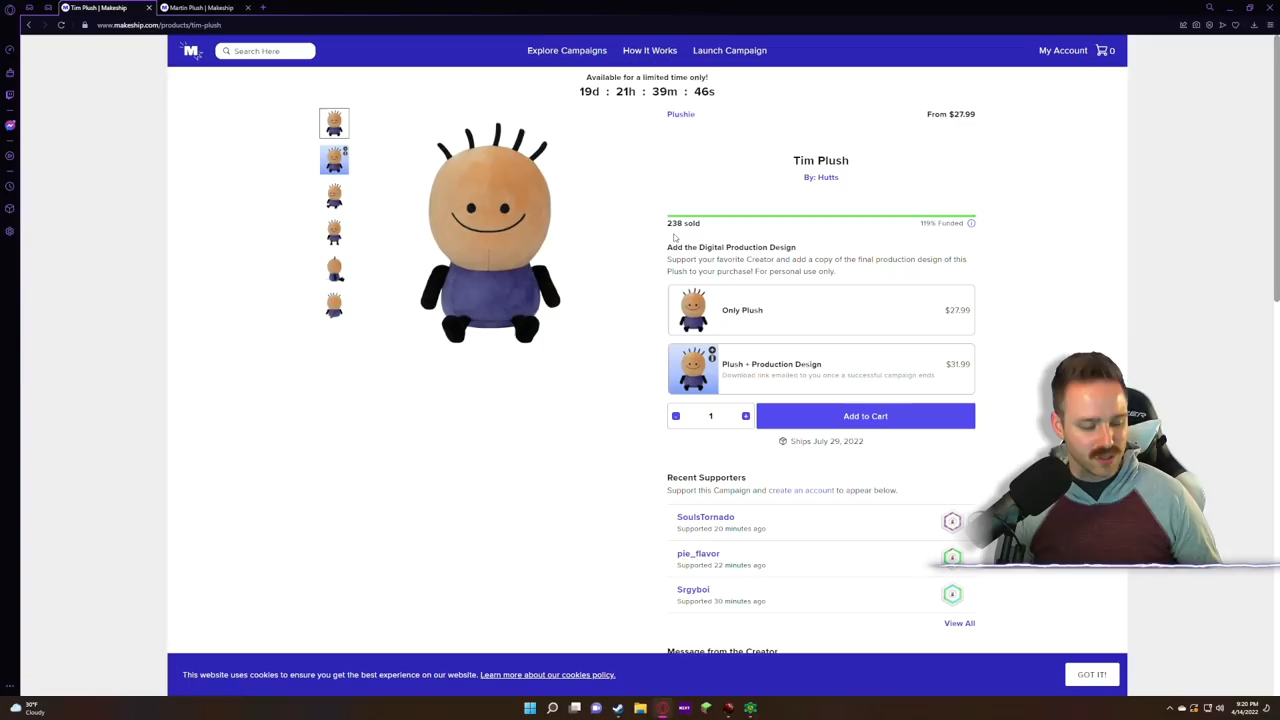 Tim Plush | Makeship
Martin Plush | Makeship
www.makeship.com/products/tim-plush
M
Search Here
Explore Campaigns
How It Works
Launch Campaign
My Account
0
Available for a limited time only!
19d : 21h : 39m : 46s
Plushie
From $27.99
Tim Plush
By: Hutts
238 sold
119% Funded
Add the Digital Production Design
Support your favorite Creator and add a copy of the final production design of this
Plush to your purchase! For personal use only.
Only Plush
$27.99
Plush + Production Design
$31.99
Download link emailed to you once a successful campaign ends
- 1 +
Add to Cart
Ships July 29, 2022
Recent Supporters
Support this Campaign and create an account to appear below.
SoulsTornado
Supported 20 minutes ago
pie_flavor
Supported 22 minutes ago
Srgyboi
Supported 30 minutes ago
View All
Message from the Creator
This website uses cookies to ensure you get the best experience on our website. Learn more about our cookies policy.
GOT IT!
30°F
Cloudy
9:20 PM
4/14/2022